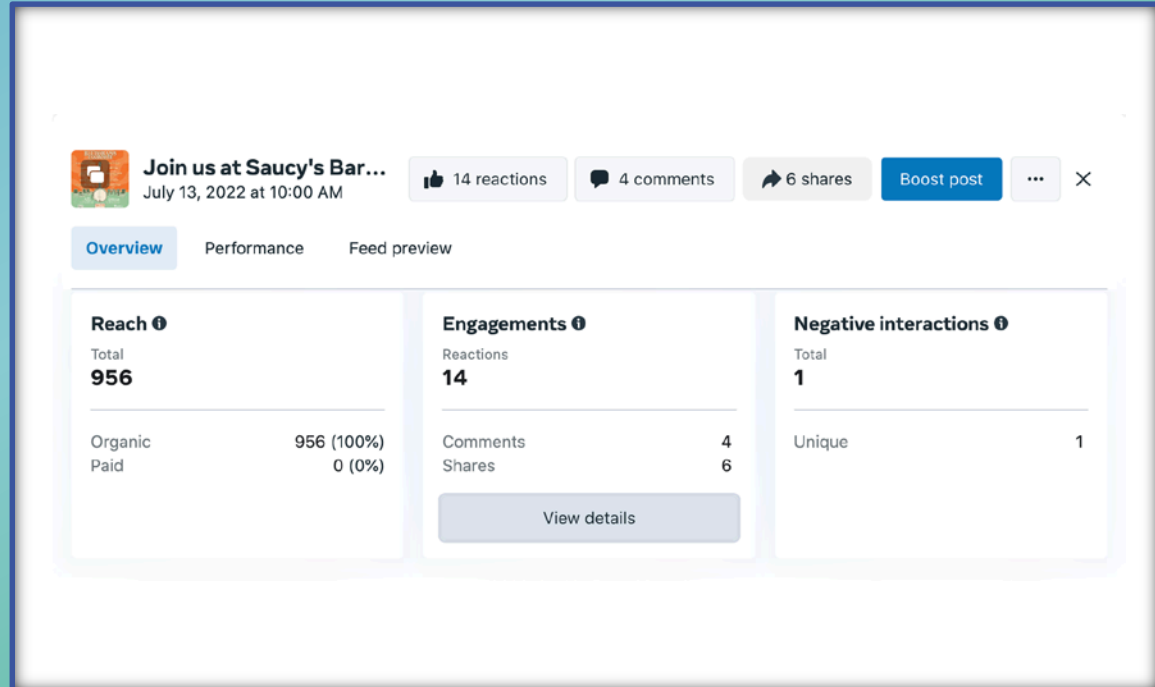 Join us at Saucy's Bar...
July 13, 2022 at 10:00 AM
14 reactions
4 comments
6 shares
Boost post
...
Overview
Performance
Feed preview
Reach
Total
956
Organic 956 (100%)
Paid 0 (0%)
Engagements
Reactions
14
Comments 4
Shares 6
View details
Negative interactions
Total
1
Unique 1